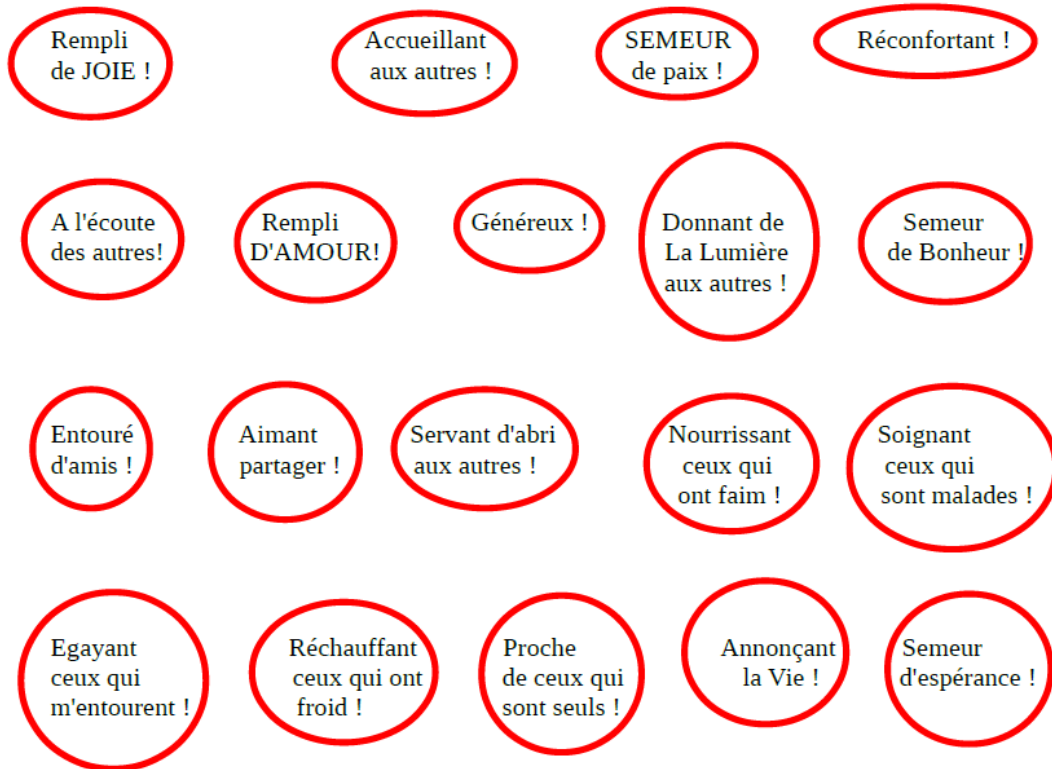 Rempli
de JOIE !
Accueillant
aux autres !
SEMEUR
de paix !
Réconfortant !
A l'écoute
des autres!
Rempli
D'AMOUR!
Généreux !
Donnant de
La Lumière
aux autres !
Semeur
de Bonheur !
Entouré
d'amis !
Aimant
partager !
Servant d'abri
aux autres !
Nourrissant
ceux qui
ont faim !
Soignant
ceux qui
sont malades !
Egayant
ceux qui
m'entourent !
Réchauffant
ceux qui ont
froid !
Proche
de ceux qui
sont seuls !
Annonçant
la Vie !
Semeur
d'espérance !